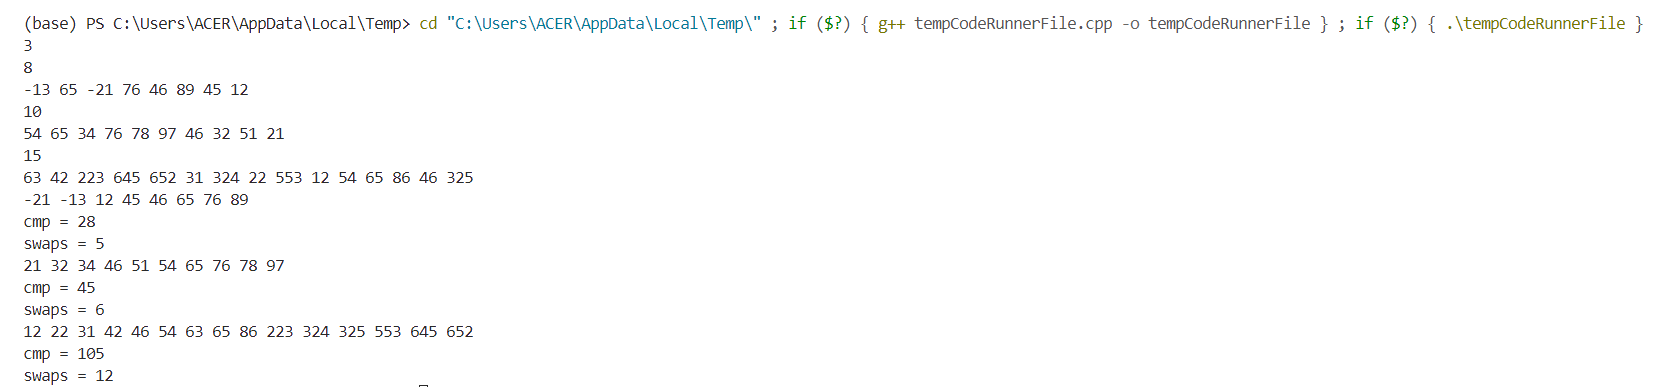 (base) PS C:\Users\ACER\AppData\Local\Temp> cd "C:\Users\ACER\AppData\Local\Temp\" ; if ($?) { g++ tempCodeRunnerFile.cpp -o tempCodeRunnerFile } ; if ($?) { .\tempCodeRunnerFile }
3
8
-13 65 -21 76 46 89 45 12
10
54 65 34 76 78 97 46 32 51 21
15
63 42 223 645 652 31 324 22 553 12 54 65 86 46 325
-21 -13 12 45 46 65 76 89
cmp = 28
swaps = 5
21 32 34 46 51 54 65 76 78 97
cmp = 45
swaps = 6
12 22 31 42 46 54 63 65 86 223 324 325 553 645 652
cmp = 105
swaps = 12